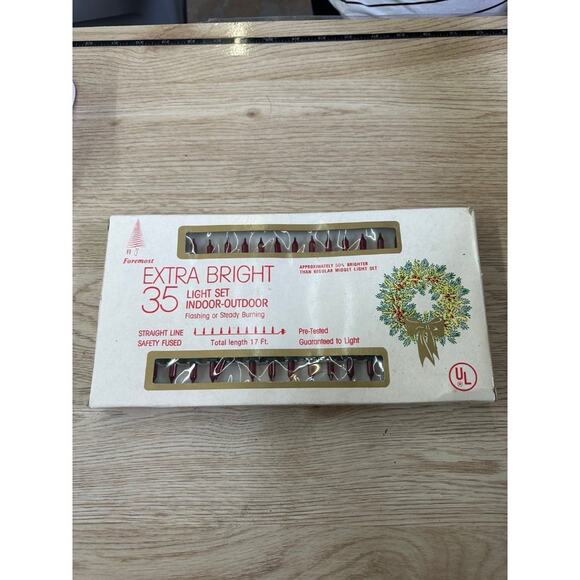 Foremost
EXTRA BRIGHT
35 LIGHT SET
INDOOR-OUTDOOR
Flashing or Steady Burning
STRAIGHT LINE
SAFETY FUSED
Total length 17 Ft.
APPROXIMATELY 50% BRIGHTER
THAN REGULAR MIDGET LIGHT SET
Pre-Tested
Guaranteed to Light
UL